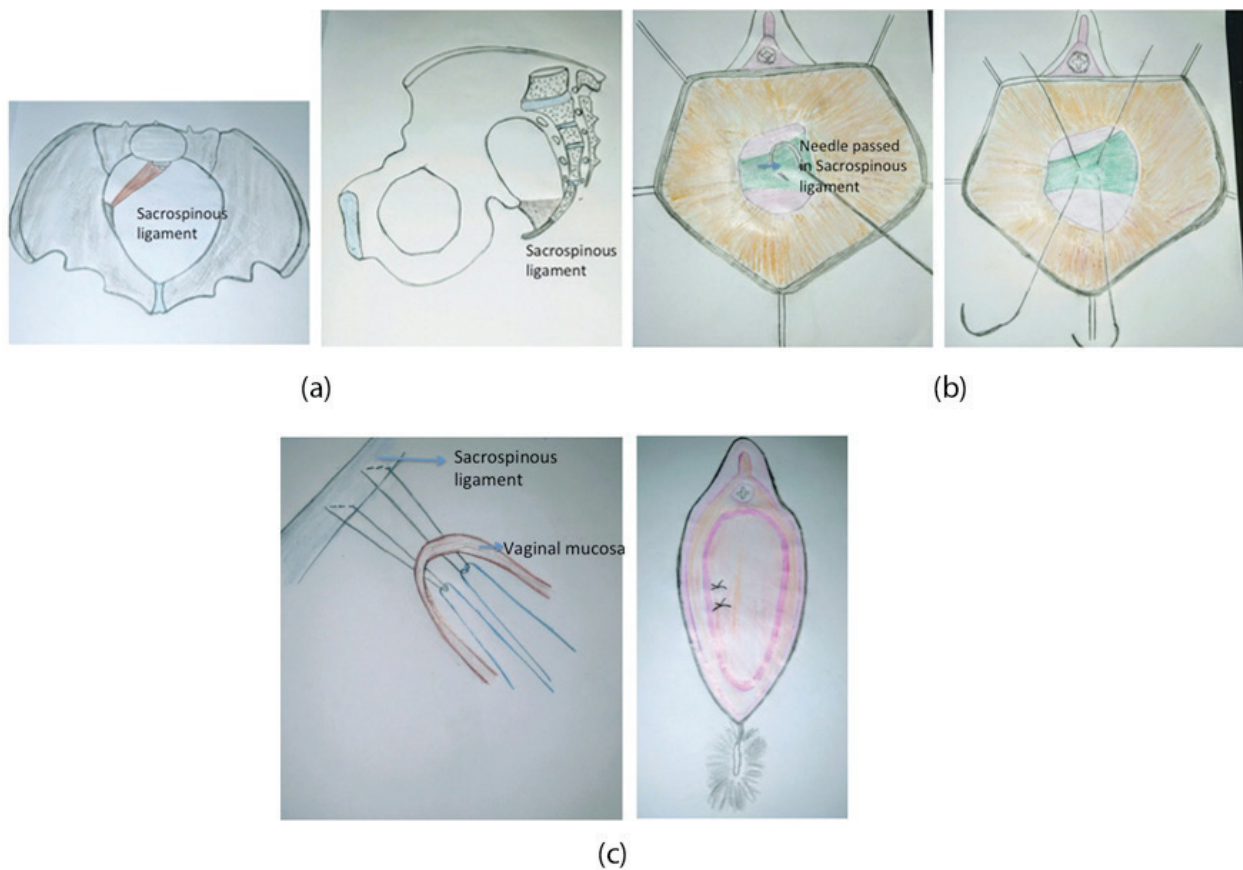 Sacrospinous
ligament
Sacrospinous
ligament
Needle passed
in Sacrospinous
ligament
(a)
(b)
Sacrospinous
ligament
Vaginal mucosa
(c)